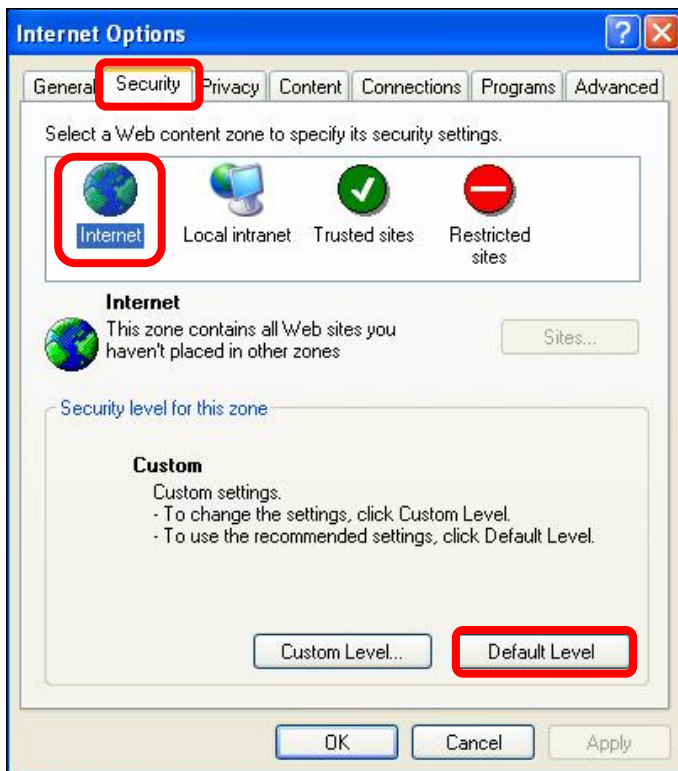 Internet Options
General Security Privacy Content Connections Programs Advanced
Select a Web content zone to specify its security settings.
Internet Local intranet Trusted sites Restricted sites
Internet
This zone contains all Web sites you
haven't placed in other zones
Sites...
Security level for this zone
Custom
Custom settings.
- To change the settings, click Custom Level.
- To use the recommended settings, click Default Level.
Custom Level... Default Level
OK Cancel Apply